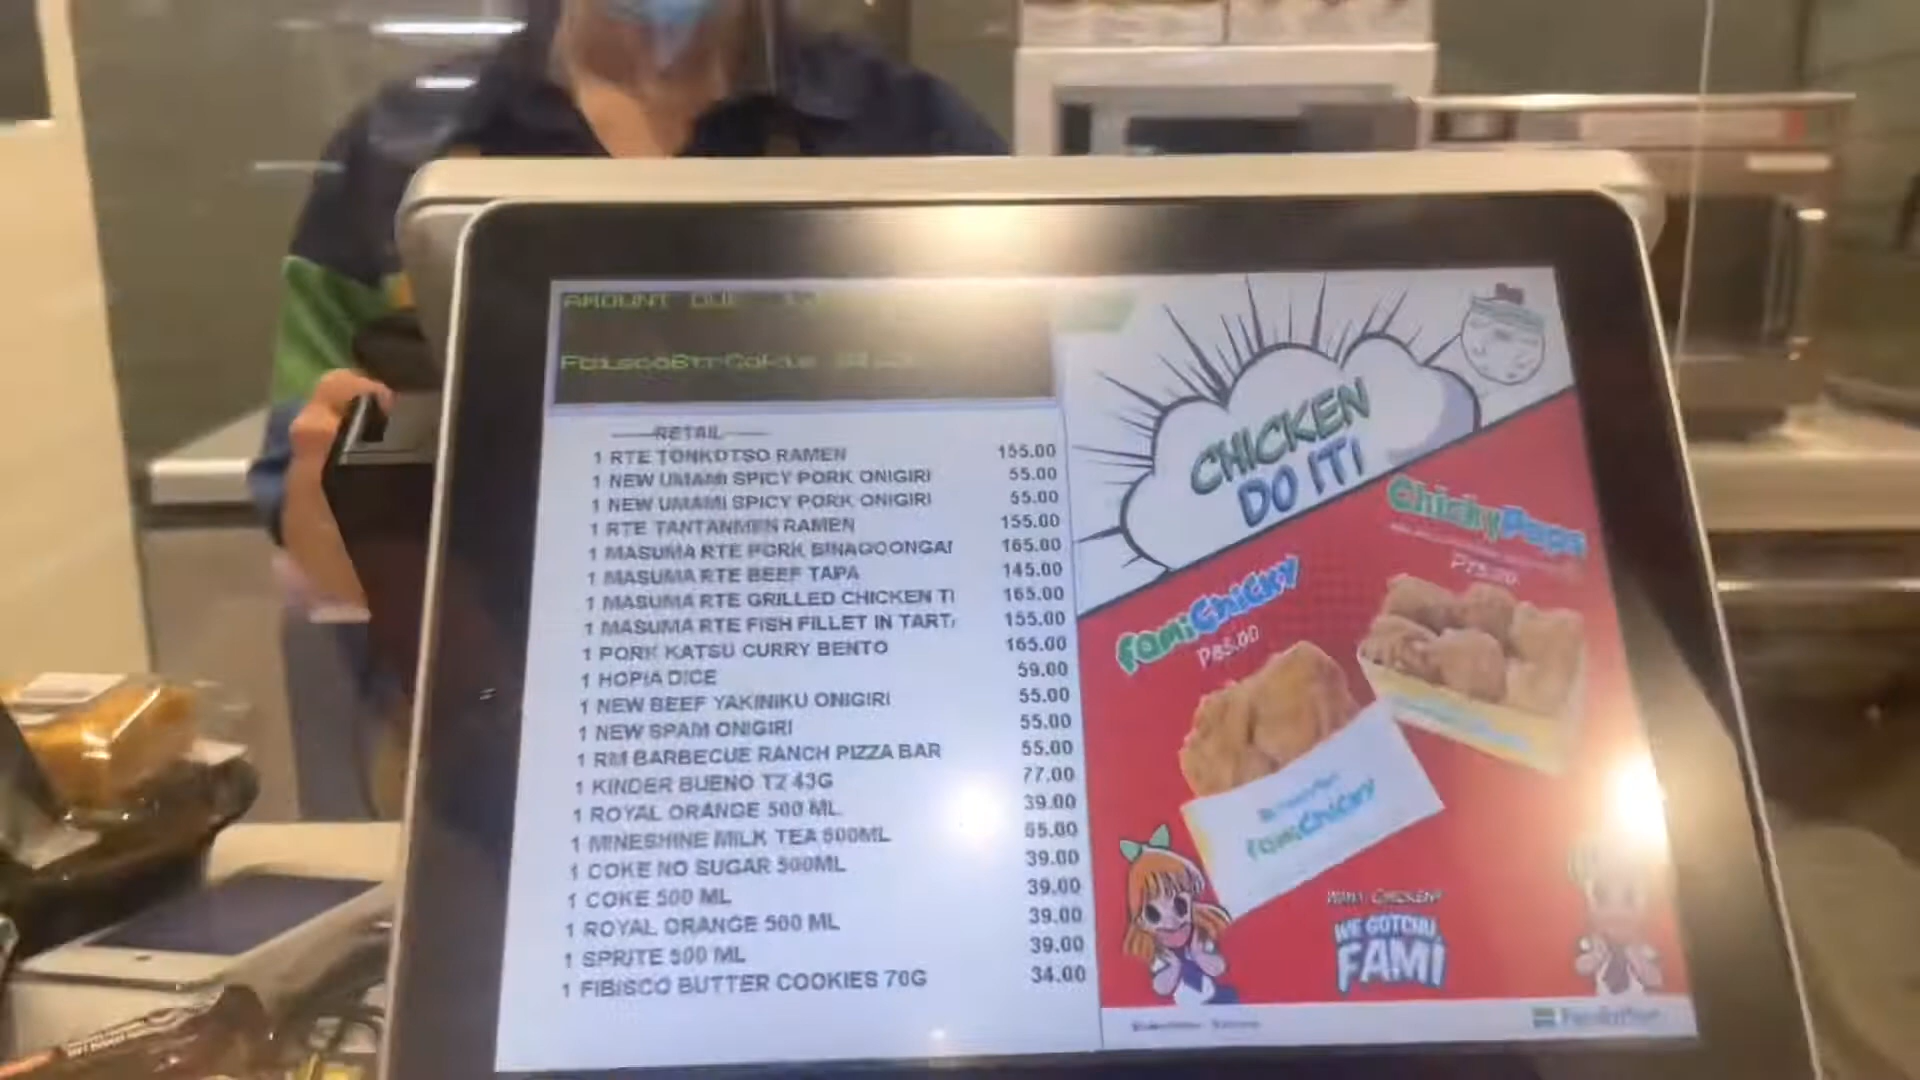 AMOUNT DUE
RETAIL
1 RTE TONKOTSO RAMEN 155.00
1 NEW UMAMI SPICY PORK ONIGIRI 55.00
1 NEW UMAMI SPICY PORK ONIGIRI 55.00
1 RTE TANTANMEN RAMEN 155.00
1 MASUMA RTE PORK BINAGOONGAI 165.00
1 MASUMA RTE BEEF TAPA 145.00
1 MASUMA RTE GRILLED CHICKEN TI 165.00
1 MASUMA RTE FISH FILLET IN TART 155.00
1 PORK KATSU CURRY BENTO 165.00
1 HOPIA DICE 59.00
1 NEW BEEF YAKINIKU ONIGIRI 55.00
1 NEW SPAM ONIGIRI 55.00
1 RM BARBECUE RANCH PIZZA BAR 55.00
1 KINDER BUENO T2 43G 77.00
1 ROYAL ORANGE 500 ML 39.00
1 MINESHINE MILK TEA 500ML
1 COKE NO SUGAR 500ML 39.00
1 COKE 500 ML 39.00
1 ROYAL ORANGE 500 ML 39.00
1 SPRITE 500 ML 39.00
1 FIBISCO BUTTER COOKIES 70G 34.00
CHICKEN
DO IT!
ChickyPops
P75.00
famiChicky
P85.00
FamilyMart
famiChicky
WANT CHICKEN?
WE GOTCHU
FAMI
FamilyMart